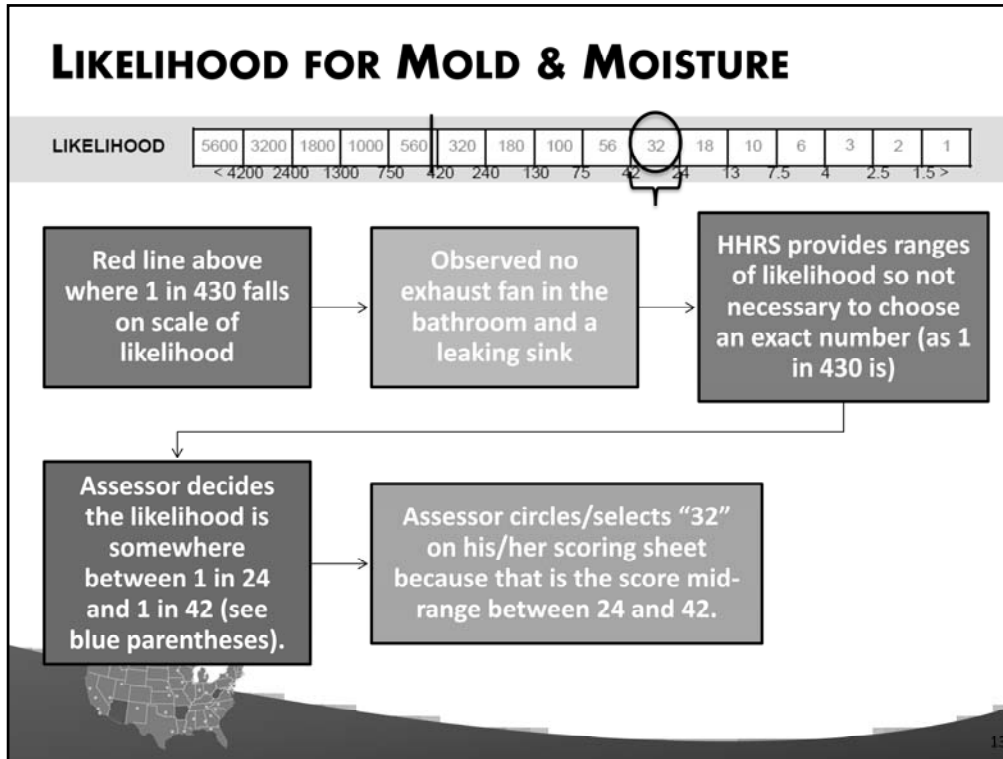 LIKELIHOOD FOR MOLD & MOISTURE
LIKELIHOOD 5600 3200 1800 1000 560 320 180 100 56 32 18 10 6 3 2 1
< 4200 2400 1300 750 420 240 130 75 42 24 13 7.5 4 2.5 1.5 >
Red line above
where 1 in 430 falls
on scale of
likelihood
Observed no
exhaust fan in the
bathroom and a
leaking sink
HHRS provides ranges
of likelihood so not
necessary to choose
an exact number (as 1
in 430 is)
Assessor decides
the likelihood is
somewhere
between 1 in 24
and 1 in 42 (see
blue parentheses).
Assessor circles/selects “32”
on his/her scoring sheet
because that is the score mid-
range between 24 and 42.
13